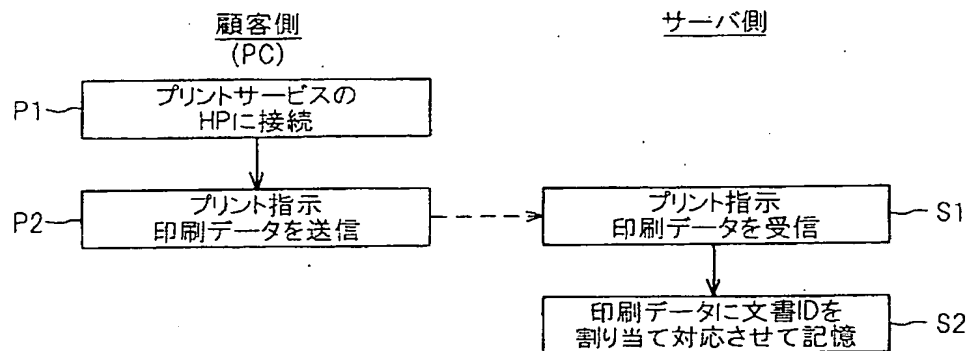 顧客側
(PC)
サーバ側
P1
プリントサービスの
HPに接続
P2
プリント指示
印刷データを送信
プリント指示
印刷データを受信
S1
印刷データに文書IDを
割り当て対応させて記憶
S2